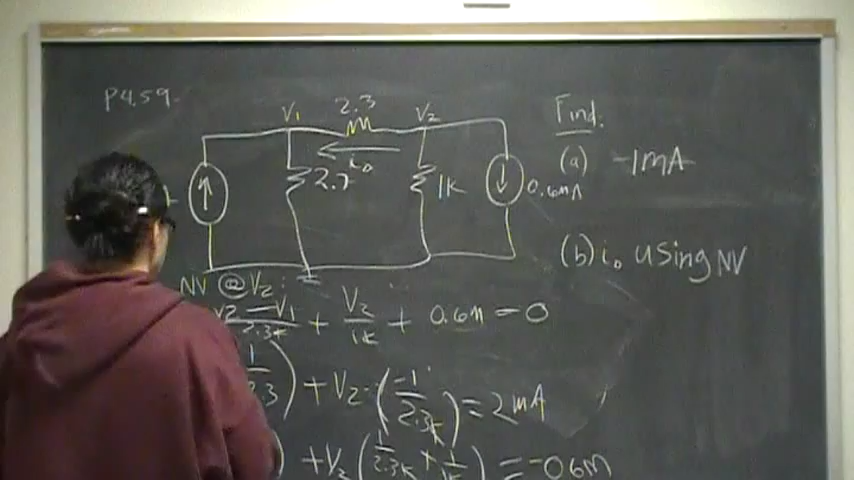 P4.59.
V1 2.3 V2
i0
2.7 1K 0.6mA
Find:
(a) -1mA
(b) i0 using NV
NV @ V2:
V2 - V1 / 2.3K + V2 / 1K + 0.6m = 0
1 / 2.3 ) + V2 · ( -1 / 2.3K ) = 2mA
) + V2 ( 1 / 2.3K + 1 / 1K ) = -06m